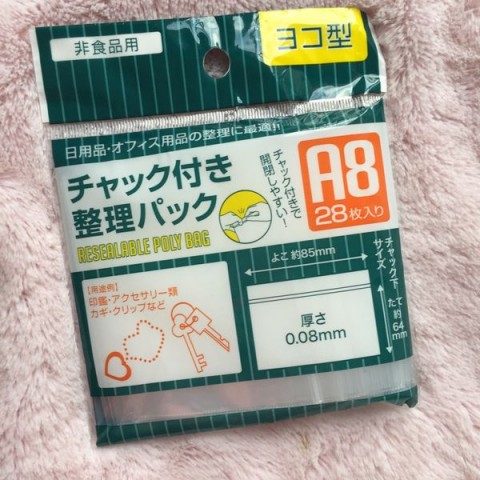 非食品用
ヨコ型
日用品・オフィス用品の整理に最適!!
チャック付き
整理パック
RESEALABLE POLY BAG
チャック付きで
開閉しやすい!
A8
28枚入り
【用途例】
印鑑・アクセサリー類
カギ・クリップなど
よこ 約85mm
厚さ
0.08mm
チャック下
サイズ
たて 約64mm